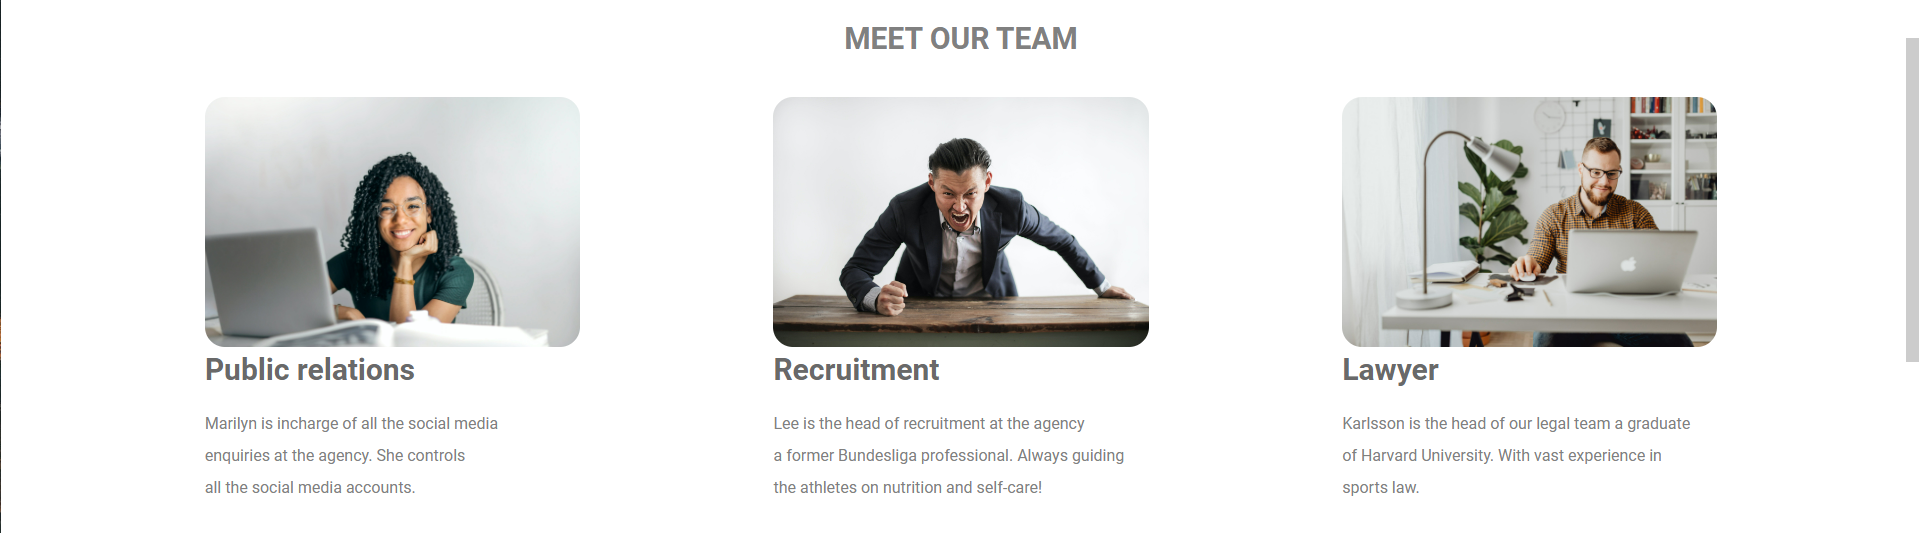 MEET OUR TEAM
Public relations
Marilyn is incharge of all the social media
enquiries at the agency. She controls
all the social media accounts.
Recruitment
Lee is the head of recruitment at the agency
a former Bundesliga professional. Always guiding
the athletes on nutrition and self-care!
Lawyer
Karlsson is the head of our legal team a graduate
of Harvard University. With vast experience in
sports law.